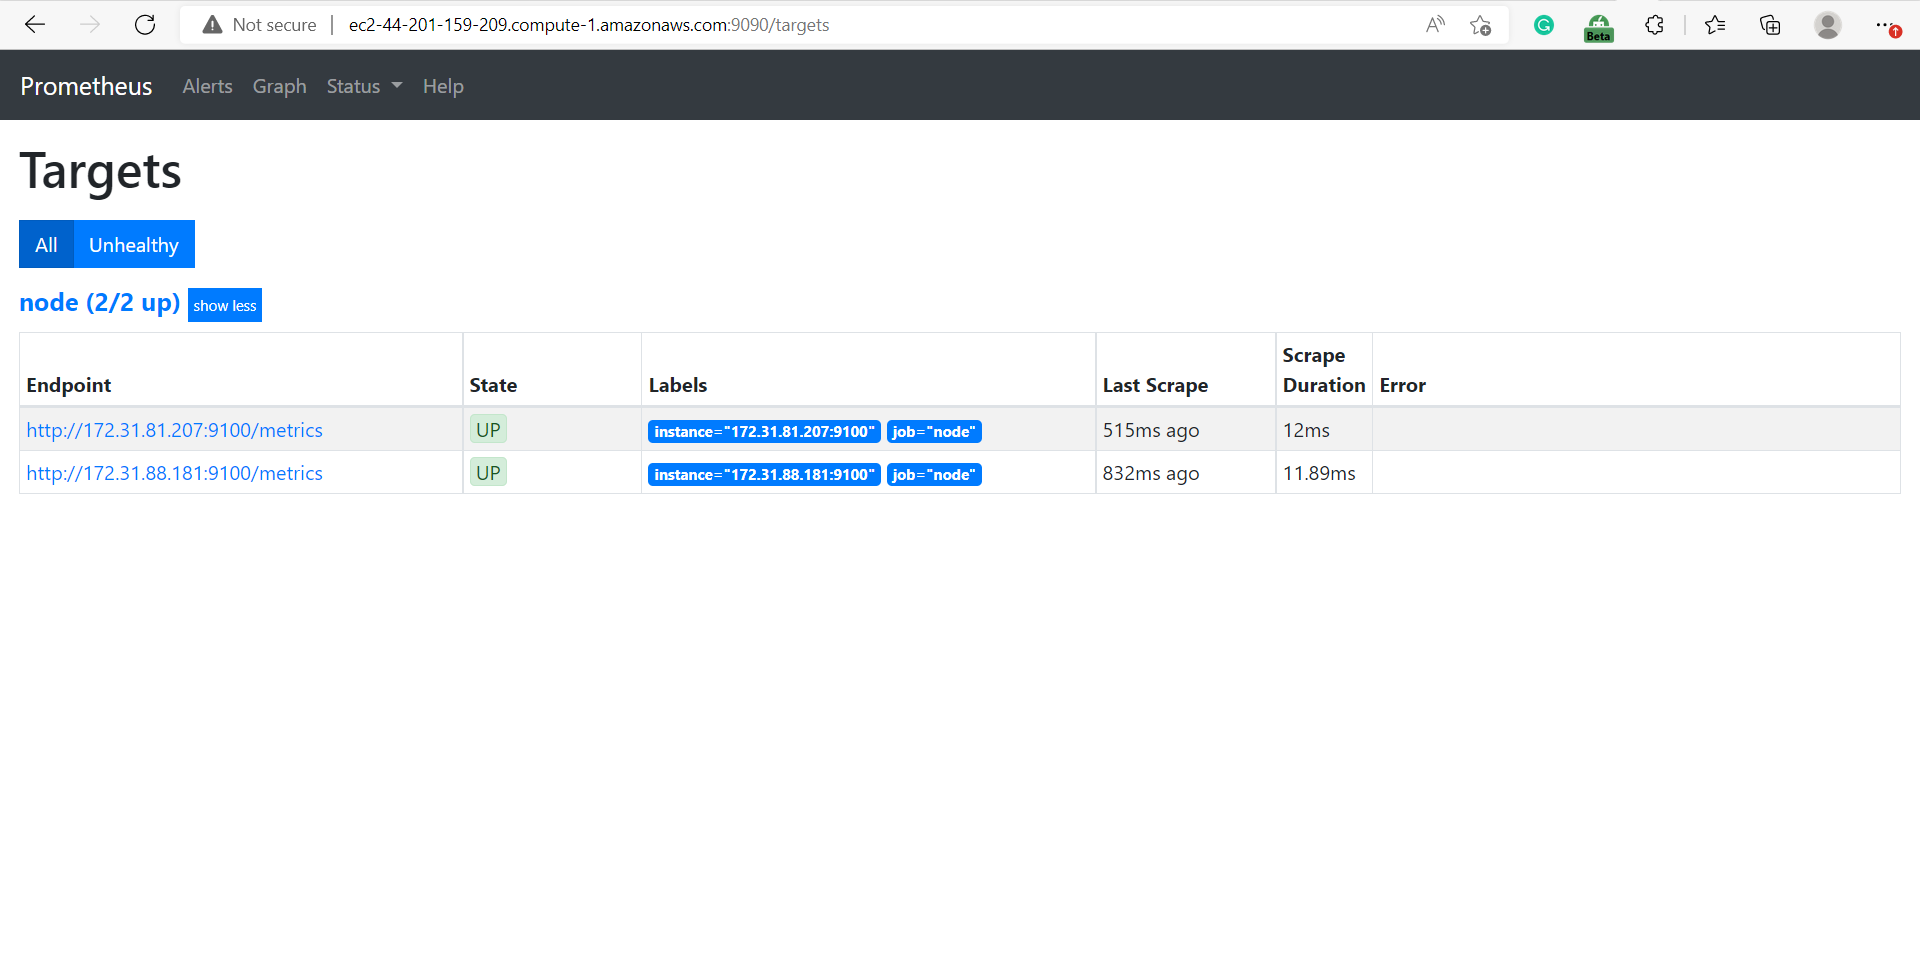 Not secure | ec2-44-201-159-209.compute-1.amazonaws.com:9090/targets
Beta
Prometheus Alerts Graph Status Help
Targets
All Unhealthy
node (2/2 up) show less
Endpoint State Labels Last Scrape Scrape Duration Error
http://172.31.81.207:9100/metrics UP instance="172.31.81.207:9100" job="node" 515ms ago 12ms
http://172.31.88.181:9100/metrics UP instance="172.31.88.181:9100" job="node" 832ms ago 11.89ms